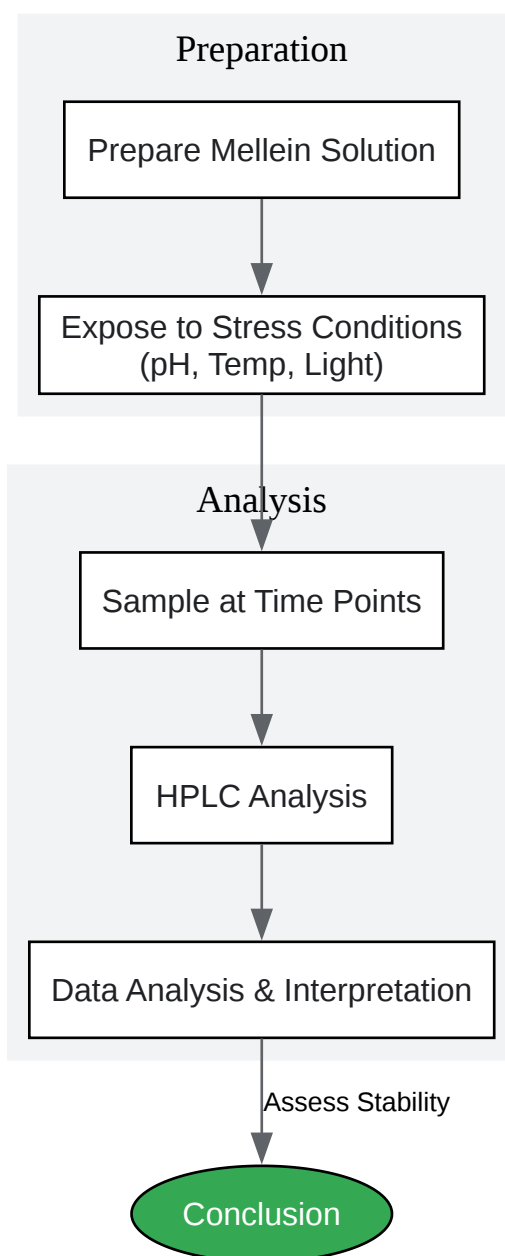 Preparation
Prepare Mellein Solution
Expose to Stress Conditions
(pH, Temp, Light)
Analysis
Sample at Time Points
HPLC Analysis
Data Analysis & Interpretation
Assess Stability
Conclusion